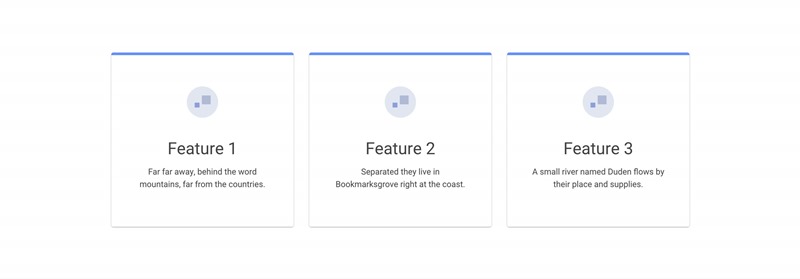 Feature 1
Far far away, behind the word
mountains, far from the countries.
Feature 2
Separated they live in
Bookmarksgrove right at the coast.
Feature 3
A small river named Duden flows by
their place and supplies.